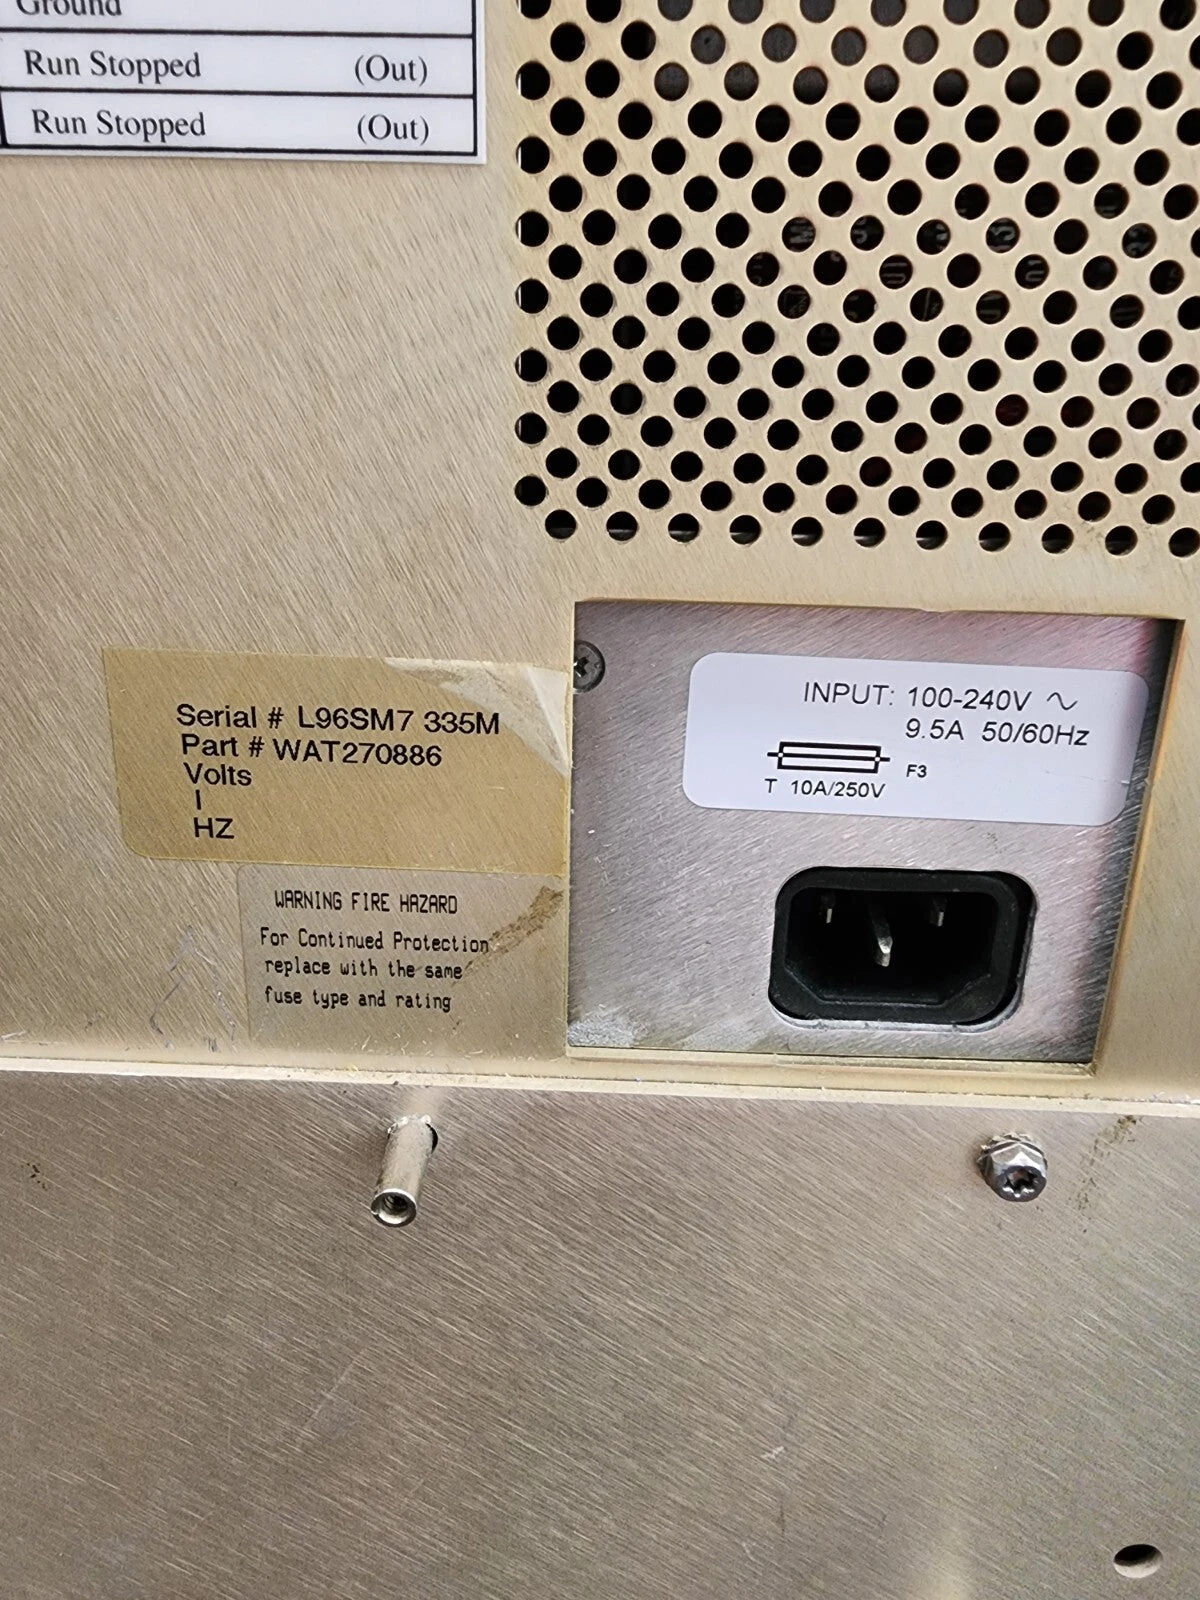 Ground
Run Stopped (Out)
Run Stopped (Out)
INPUT: 100-240V ∿
9.5A 50/60Hz
F3
T 10A/250V
Serial # L96SM7 335M
Part # WAT270886
Volts
I
HZ
WARNING FIRE HAZARD
For Continued Protection
replace with the same
fuse type and rating